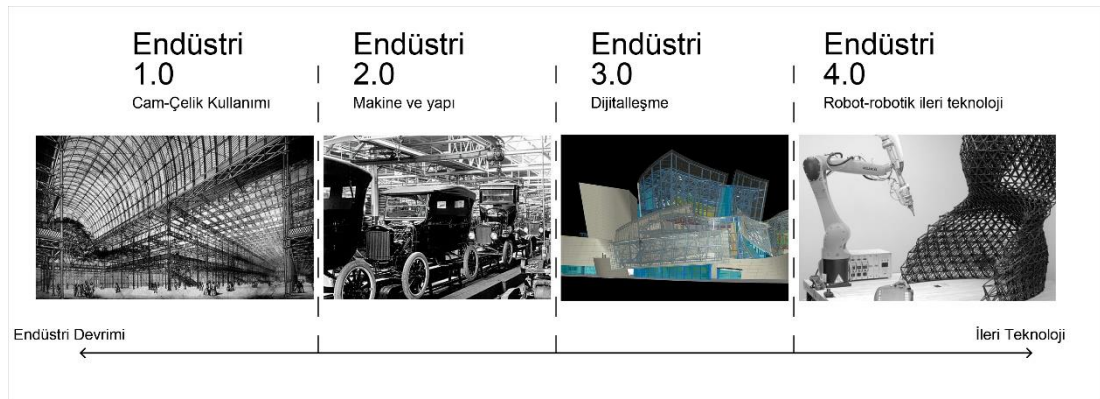 Endüstri
1.0
Cam-Çelik Kullanımı
Endüstri
2.0
Makine ve yapı
Endüstri
3.0
Dijitalleşme
Endüstri
4.0
Robot-robotik ileri teknoloji
Endüstri Devrimi
İleri Teknoloji